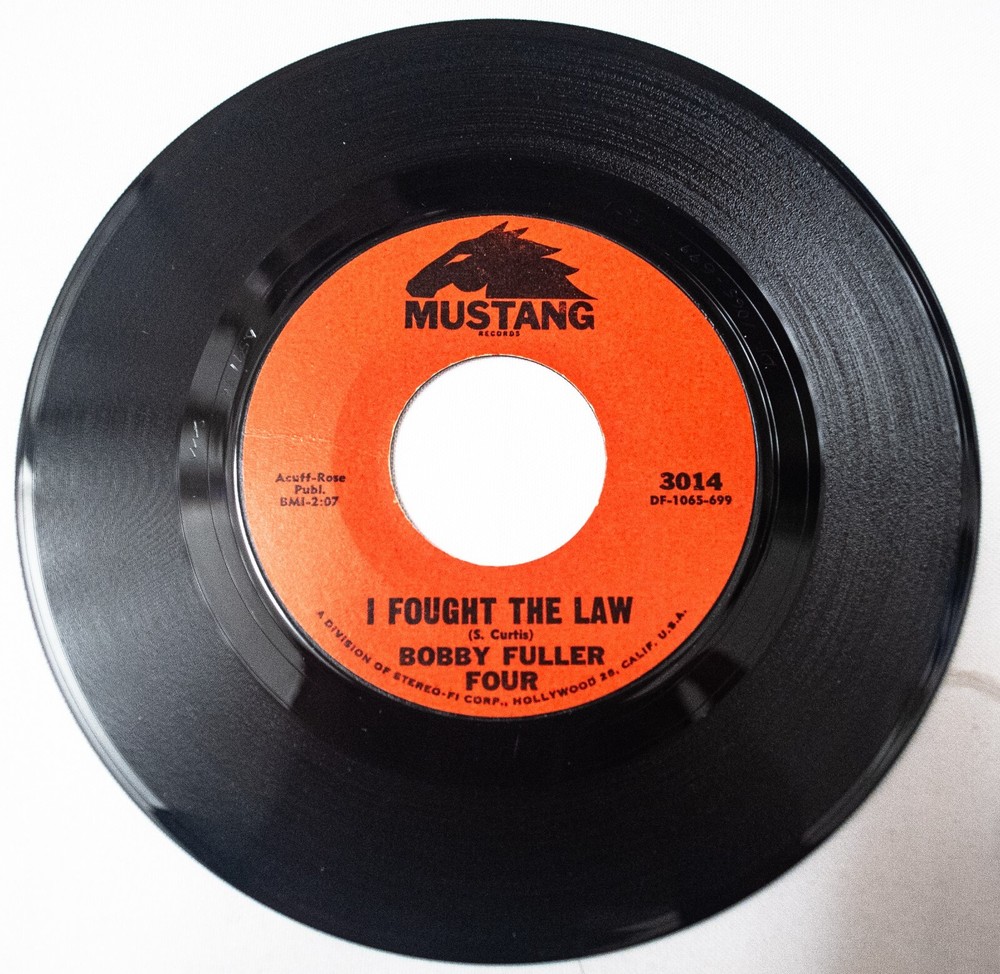 MUSTANG
RECORDS
Acuff-Rose
Publ.
BMI-2:07
3014
DF-1065-699
I FOUGHT THE LAW
(S. Curtis)
BOBBY FULLER
FOUR
A DIVISION OF STEREO-FI CORP., HOLLYWOOD 28, CALIF. U.S.A.